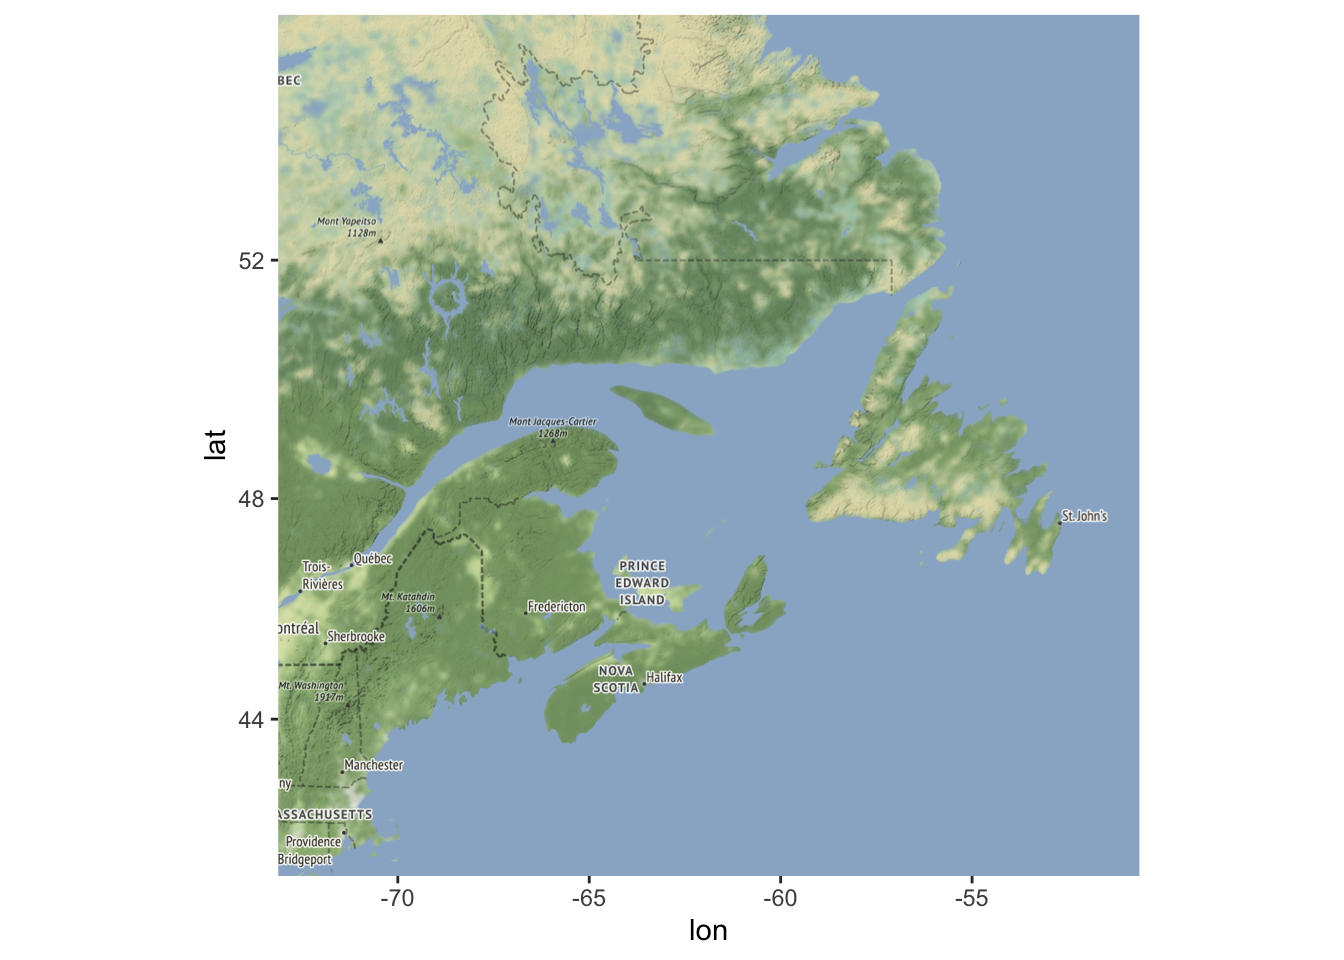 BEC
Mont Yapeitso
1128m
52
Mont Jacques-Cartier
1268m
lat
48
St. John's
Québec
Trois-
Rivières
PRINCE
EDWARD
ISLAND
Mt. Katahdin
1606m
Fredericton
ontréal
Sherbrooke
NOVA
SCOTIA
Halifax
Mt. Washington
1917m
44
Manchester
ny
ASSACHUSETTS
Providence
Bridgeport
-70
-65
-60
-55
lon